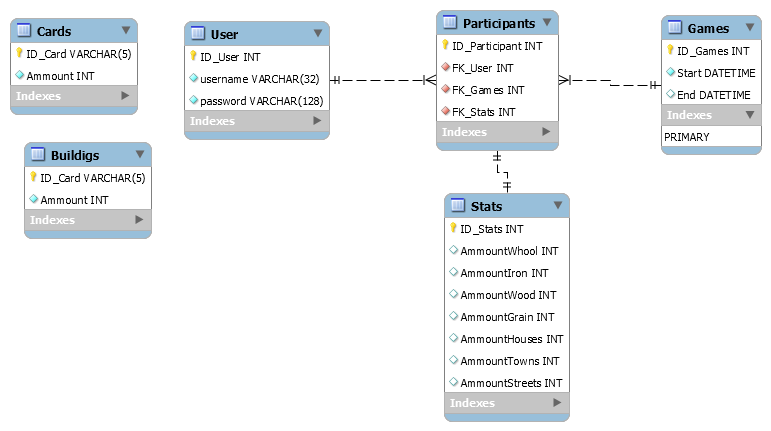 Cards
ID_Card VARCHAR(5)
Ammount INT
Indexes
User
ID_User INT
username VARCHAR(32)
password VARCHAR(128)
Indexes
Participants
ID_Participant INT
FK_User INT
FK_Games INT
FK_Stats INT
Indexes
Games
ID_Games INT
Start DATETIME
End DATETIME
Indexes
PRIMARY
Buildigs
ID_Card VARCHAR(5)
Amount INT
Indexes
Stats
ID_Stats INT
AmmountWhool INT
AmmountIron INT
AmmountWood INT
AmmountGrain INT
AmmountHouses INT
AmmountTowns INT
AmmountStreets INT
Indexes